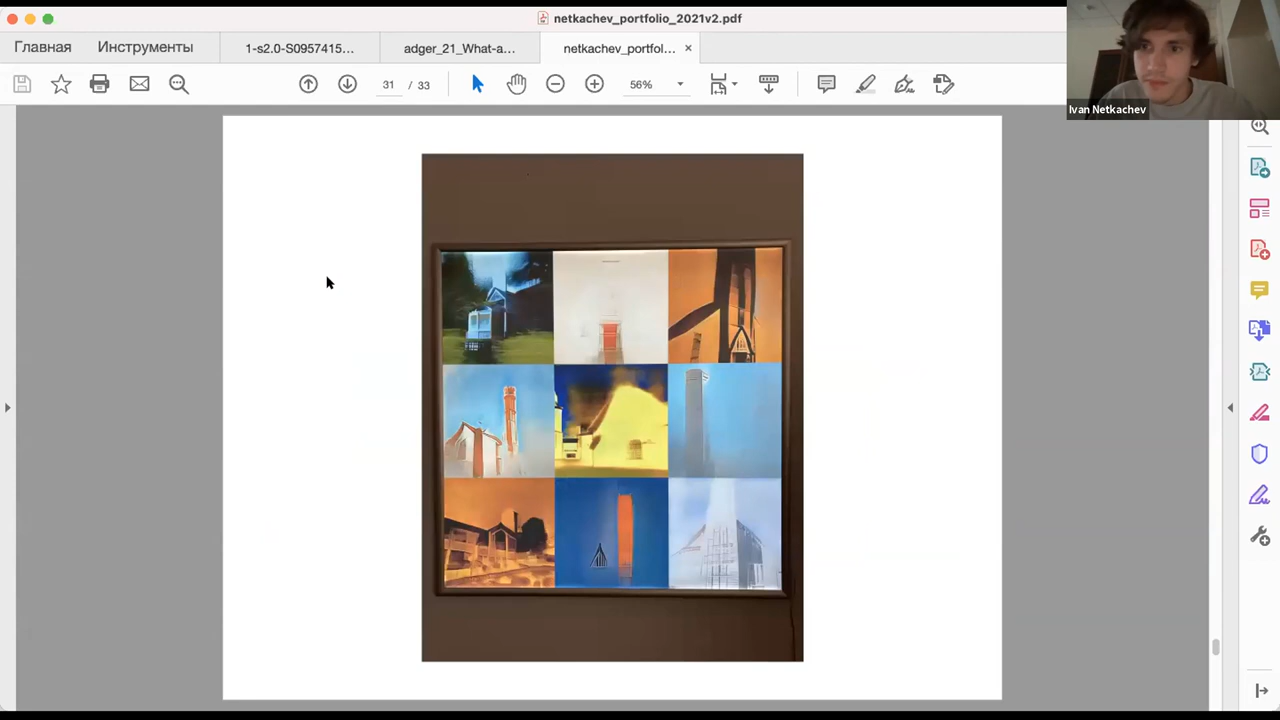 netkachev_portfolio_2021v2.pdf
Главная
Инструменты
1-s2.0-S0957415...
adger_21_What-a...
netkachev_portfol...
31 / 33
56%
Ivan Netkachev